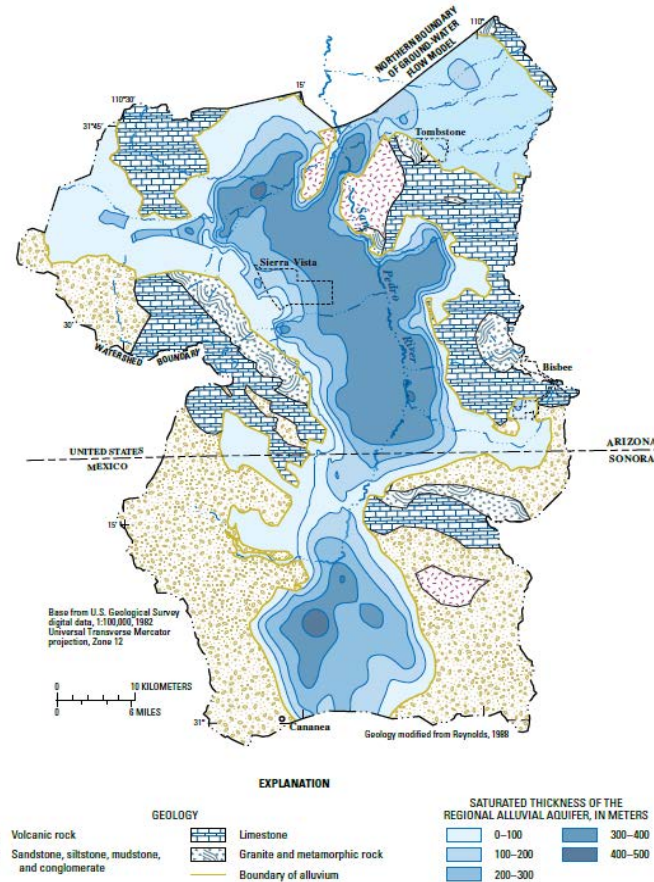 NORTHERN BOUNDARY
OF GROUND-WATER
FLOW MODEL
110°
15'
110°30'
31°45'
Tombstone
San
Pedro
River
Sierra Vista
30'
WATERSHED BOUNDARY
Bisbee
UNITED STATES
MEXICO
ARIZONA
SONORA
15'
Base from U.S. Geological Survey
digital data, 1:100,000, 1982
Universal Transverse Mercator
projection, Zone 12
0 10 KILOMETERS
0 6 MILES
31°
Cananea
Geology modified from Reynolds, 1988
EXPLANATION
GEOLOGY
Volcanic rock
Sandstone, siltstone, mudstone,
and conglomerate
Limestone
Granite and metamorphic rock
Boundary of alluvium
SATURATED THICKNESS OF THE
REGIONAL ALLUVIAL AQUIFER, IN METERS
0–100
100–200
200–300
300–400
400–500